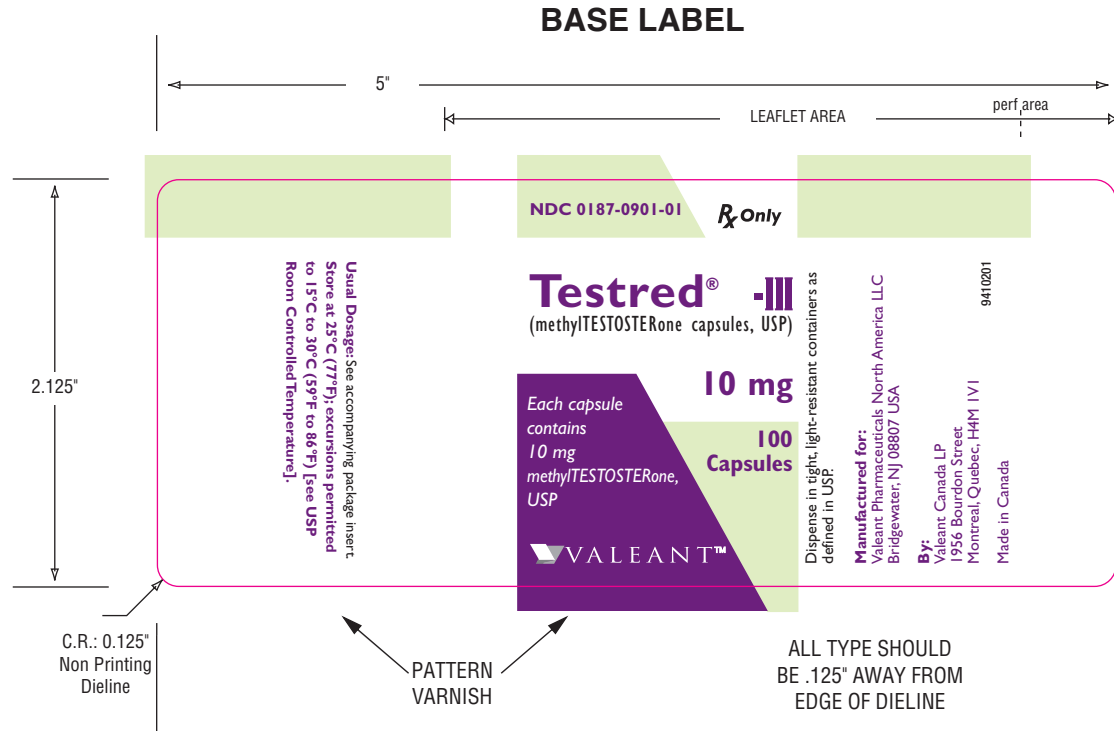 BASE LABEL
5"
LEAFLET AREA
perf area
2.125"
NDC 0187-0901-01
Rx Only
Usual Dosage: See accompanying package insert.
Store at 25°C (77°F); excursions permitted
to 15°C to 30°C (59°F to 86°F) [see USP
Room Controlled Temperature].
Testred® -III
(methylTESTOSTERone capsules, USP)
10 mg
Each capsule
contains
10 mg
methylTESTOSTERone,
USP
100
Capsules
VALEANT™
Dispense in tight, light-resistant containers as
defined in USP.
Manufactured for:
Valeant Pharmaceuticals North America LLC
Bridgewater, NJ 08807 USA
By:
Valeant Canada LP
1956 Bourdon Street
Montreal, Quebec, H4M 1V1
Made in Canada
9410201
C.R.: 0.125"
Non Printing
Dieline
PATTERN
VARNISH
ALL TYPE SHOULD
BE .125" AWAY FROM
EDGE OF DIELINE